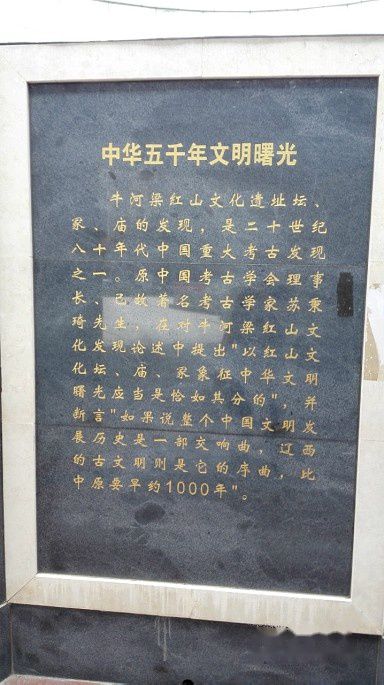 中华五千年文明曙光
牛河梁红山文化遗址坛、
冢、庙的发现，是二十世纪
八十年代中国重大考古发现
之一。原中国考古学会理事
长、已故著名考古学家苏秉
琦先生，在对牛河梁红山文
化发现论述中提出"以红山文
化坛、庙、冢象征中华文明
曙光应当是恰如其分的"，并
断言"如果说整个中国文明发
展历史是一部交响曲，辽西
的古文明则是它的序曲，比
中原要早约1000年"。